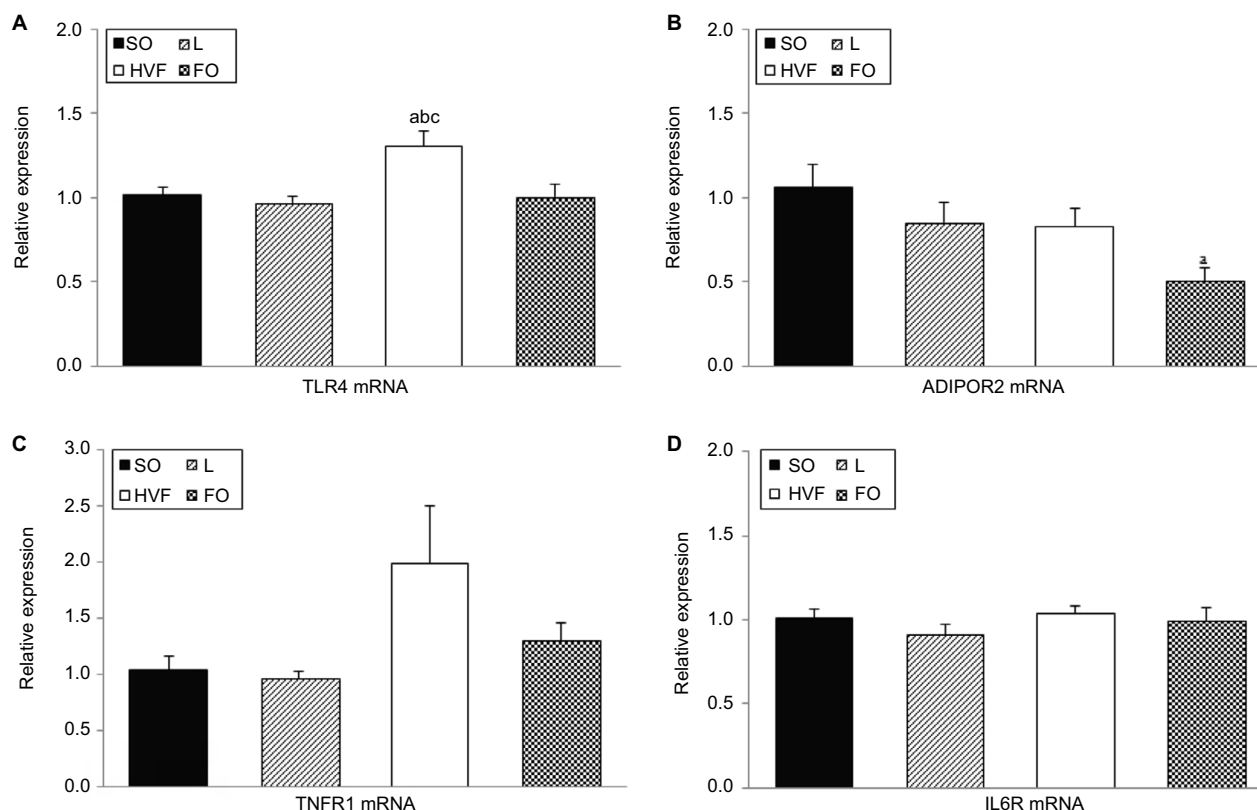 A
2.0
SO L
HVF FO
1.5
abc
1.0
0.5
0.0
Relative expression
TLR4 mRNA
B
2.0
SO L
HVF FO
1.5
1.0
a
0.5
0.0
Relative expression
ADIPOR2 mRNA
C
3.0
SO L
HVF FO
2.5
2.0
1.5
1.0
0.5
0.0
Relative expression
TNFR1 mRNA
D
2.0
SO L
HVF FO
1.5
1.0
0.5
0.0
Relative expression
IL6R mRNA